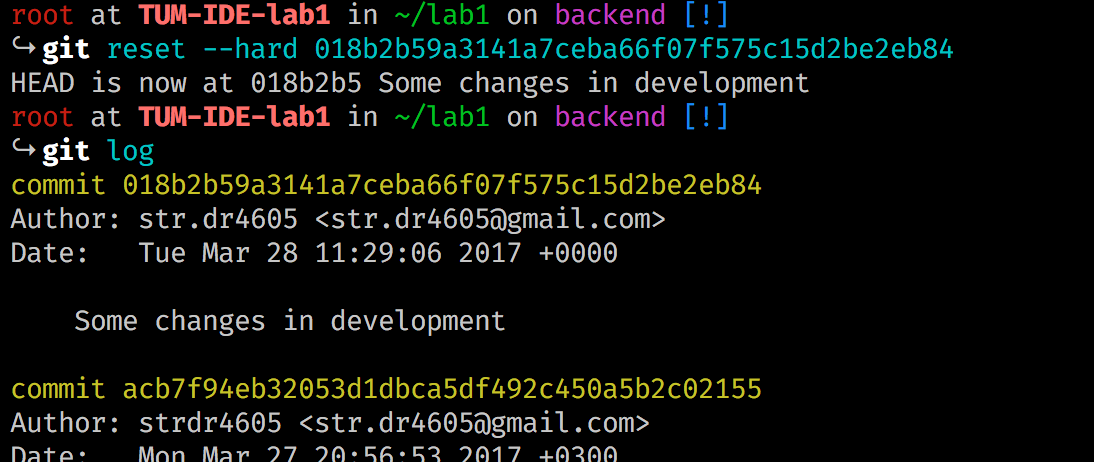 root at TUM-IDE-lab1 in ~/lab1 on backend [!]
↪git reset --hard 018b2b59a3141a7ceba66f07f575c15d2be2eb84
HEAD is now at 018b2b5 Some changes in development
root at TUM-IDE-lab1 in ~/lab1 on backend [!]
↪git log
commit 018b2b59a3141a7ceba66f07f575c15d2be2eb84
Author: str.dr4605 <str.dr4605@gmail.com>
Date:   Tue Mar 28 11:29:06 2017 +0000
    Some changes in development
commit acb7f94eb32053d1dbca5df492c450a5b2c02155
Author: strdr4605 <str.dr4605@gmail.com>
Date:   Mon Mar 27 20:56:53 2017 +0300